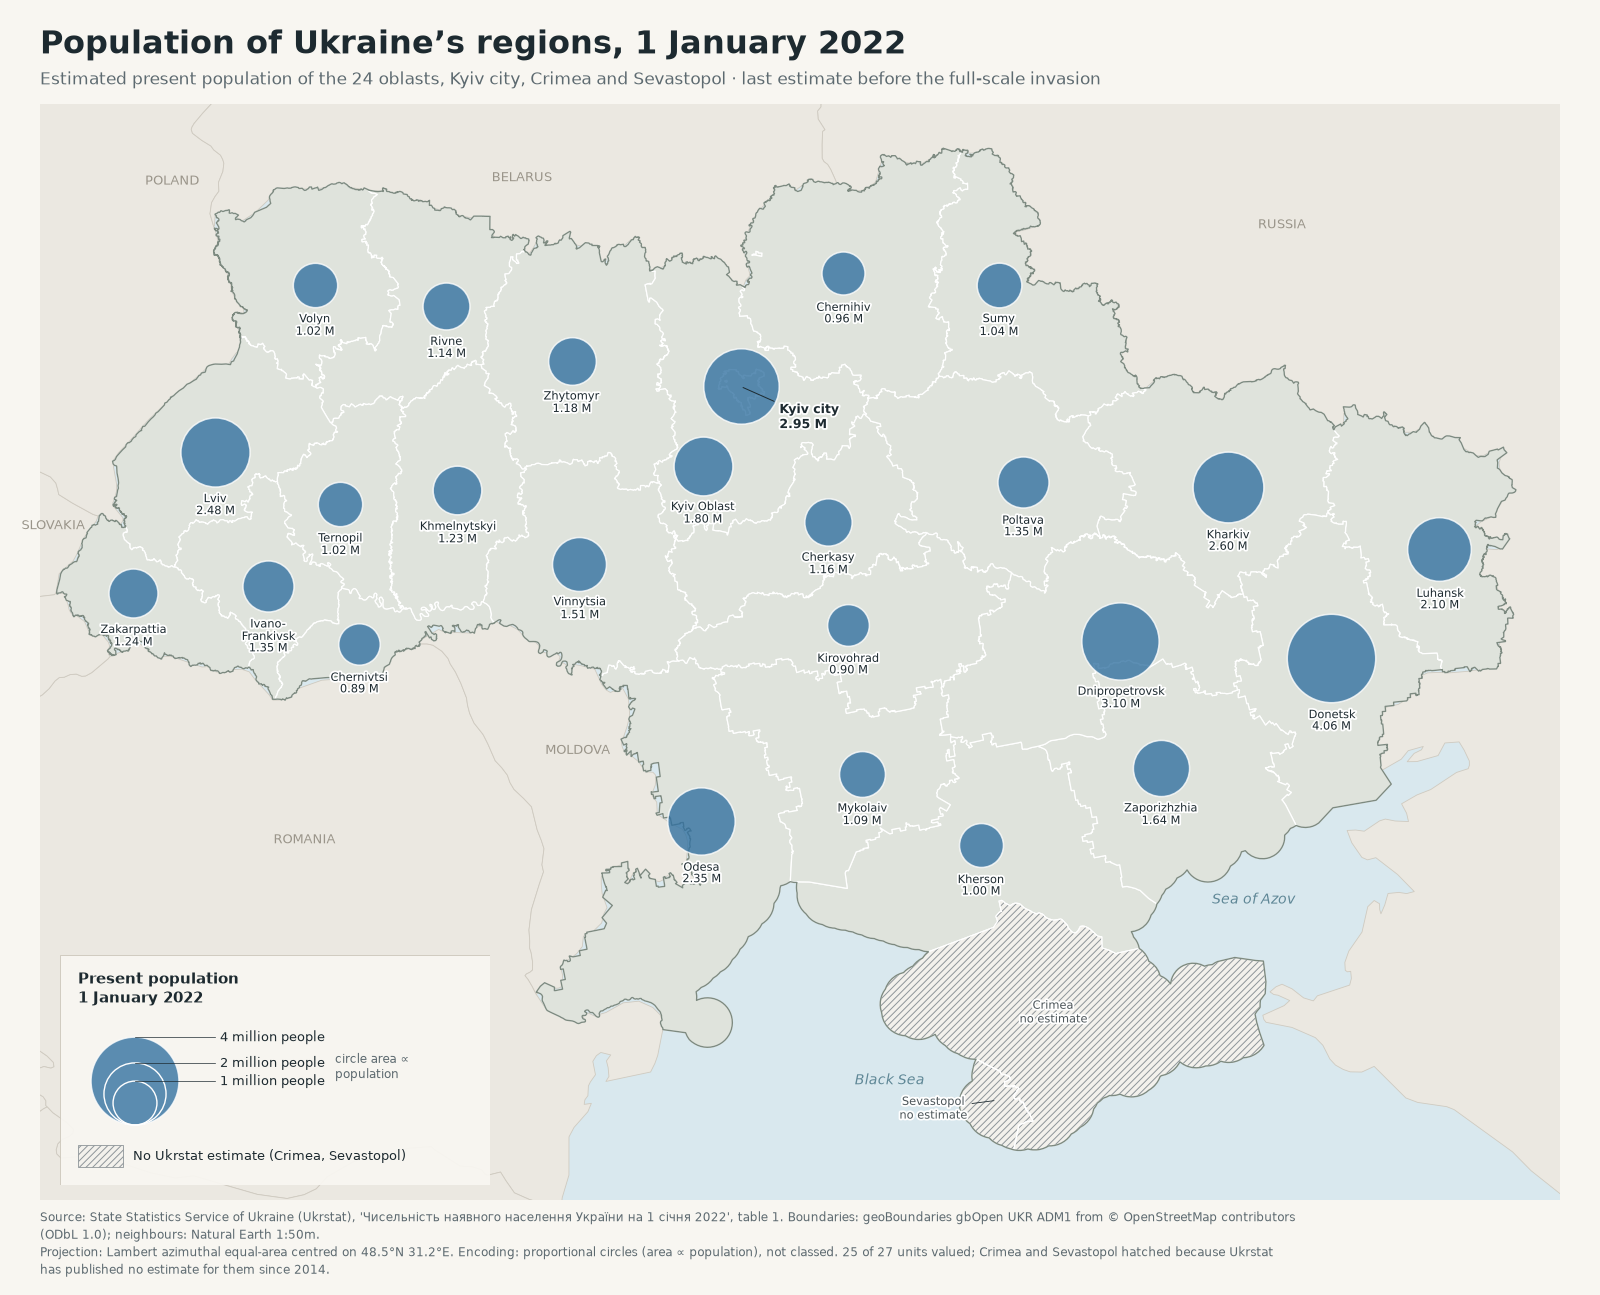 Population of Ukraine’s regions, 1 January 2022
Estimated present population of the 24 oblasts, Kyiv city, Crimea and Sevastopol · last estimate before the full-scale invasion
POLAND
BELARUS
RUSSIA
Volyn
1.02 M
Rivne
1.14 M
Chernihiv
0.96 M
Sumy
1.04 M
Zhytomyr
1.18 M
Kyiv city
2.95 M
Lviv
2.48 M
Kyiv Oblast
1.80 M
Ternopil
1.02 M
Khmelnytskyi
1.23 M
Poltava
1.35 M
Kharkiv
2.60 M
SLOVAKIA
Cherkasy
1.16 M
Luhansk
2.10 M
Vinnytsia
1.51 M
Zakarpattia
1.24 M
Ivano-
Frankivsk
1.35 M
Chernivtsi
0.89 M
Kirovohrad
0.90 M
Dnipropetrovsk
3.10 M
Donetsk
4.06 M
MOLDOVA
Mykolaiv
1.09 M
Zaporizhzhia
1.64 M
ROMANIA
Odesa
2.35 M
Kherson
1.00 M
Sea of Azov
Crimea
no estimate
Black Sea
Sevastopol
no estimate
Present population
1 January 2022
4 million people
2 million people
1 million people
circle area ∝
population
No Ukrstat estimate (Crimea, Sevastopol)
Source: State Statistics Service of Ukraine (Ukrstat), 'Чисельність наявного населення України на 1 січня 2022', table 1. Boundaries: geoBoundaries gbOpen UKR ADM1 from © OpenStreetMap contributors
(ODbL 1.0); neighbours: Natural Earth 1:50m.
Projection: Lambert azimuthal equal-area centred on 48.5°N 31.2°E. Encoding: proportional circles (area ∝ population), not classed. 25 of 27 units valued; Crimea and Sevastopol hatched because Ukrstat
has published no estimate for them since 2014.